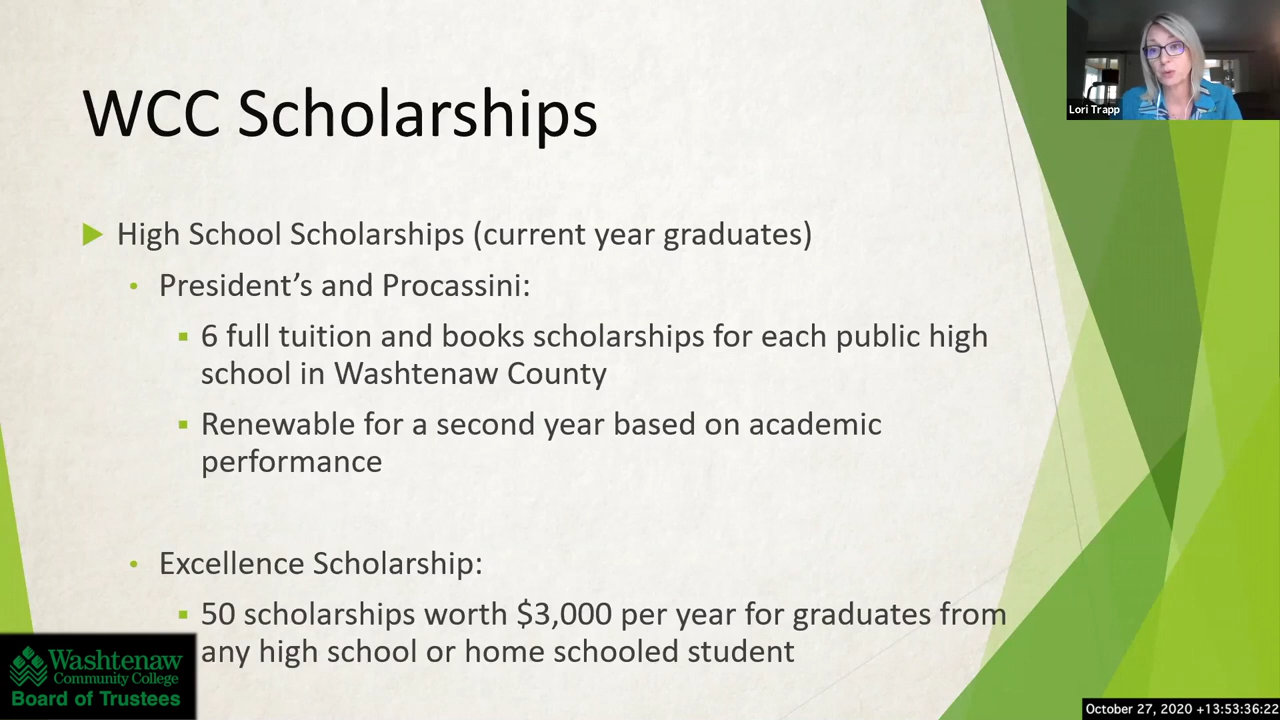 WCC Scholarships
Lori Trapp
High School Scholarships (current year graduates)
President’s and Procassini:
6 full tuition and books scholarships for each public high
school in Washtenaw County
Renewable for a second year based on academic
performance
Excellence Scholarship:
50 scholarships worth $3,000 per year for graduates from
any high school or home schooled student
Washtenaw
Community College
Board of Trustees
October 27, 2020 +13:53:36:22